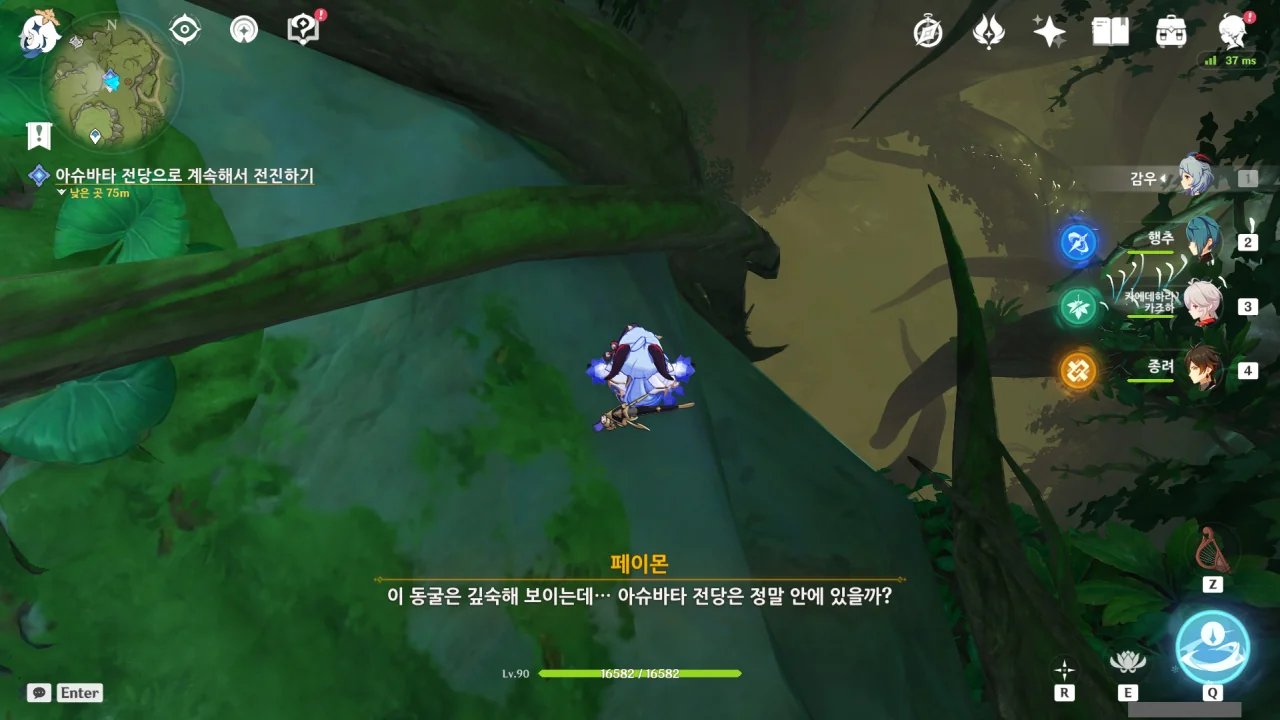 N
37 ms
아슈바타 전당으로 계속해서 전진하기
낮은 곳 75m
감우
1
행추
2
카에데하라
카즈하
3
종려
4
페이몬
이 동굴은 깊숙해 보이는데… 아슈바타 전당은 정말 안에 있을까?
Z
Lv.90
16582 / 16582
Enter
R
E
Q